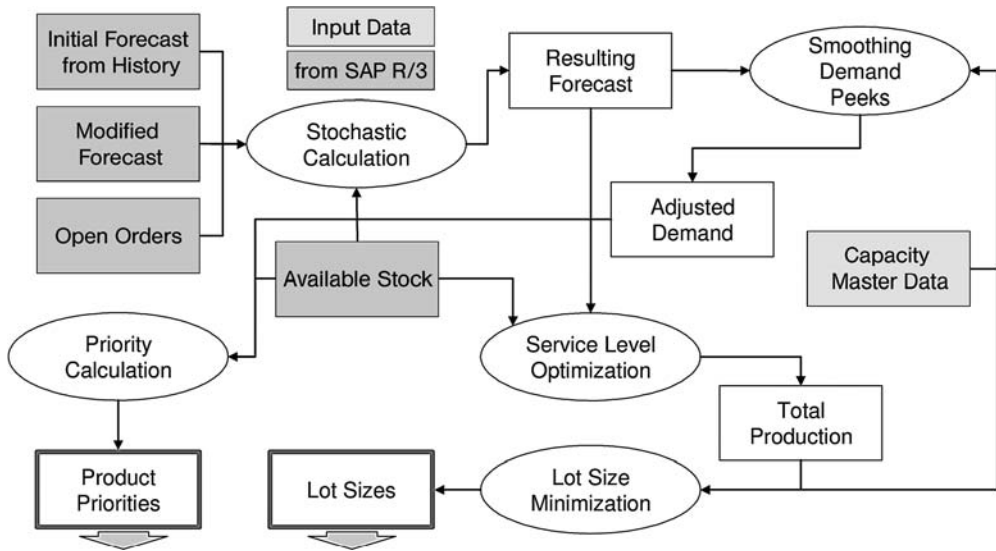 Initial Forecast
from History
Input Data
from SAP R/3
Resulting
Forecast
Smoothing
Demand
Peeks
Modified
Forecast
Stochastic
Calculation
Open Orders
Adjusted
Demand
Available Stock
Capacity
Master Data
Priority
Calculation
Service Level
Optimization
Total
Production
Product
Priorities
Lot Sizes
Lot Size
Minimization